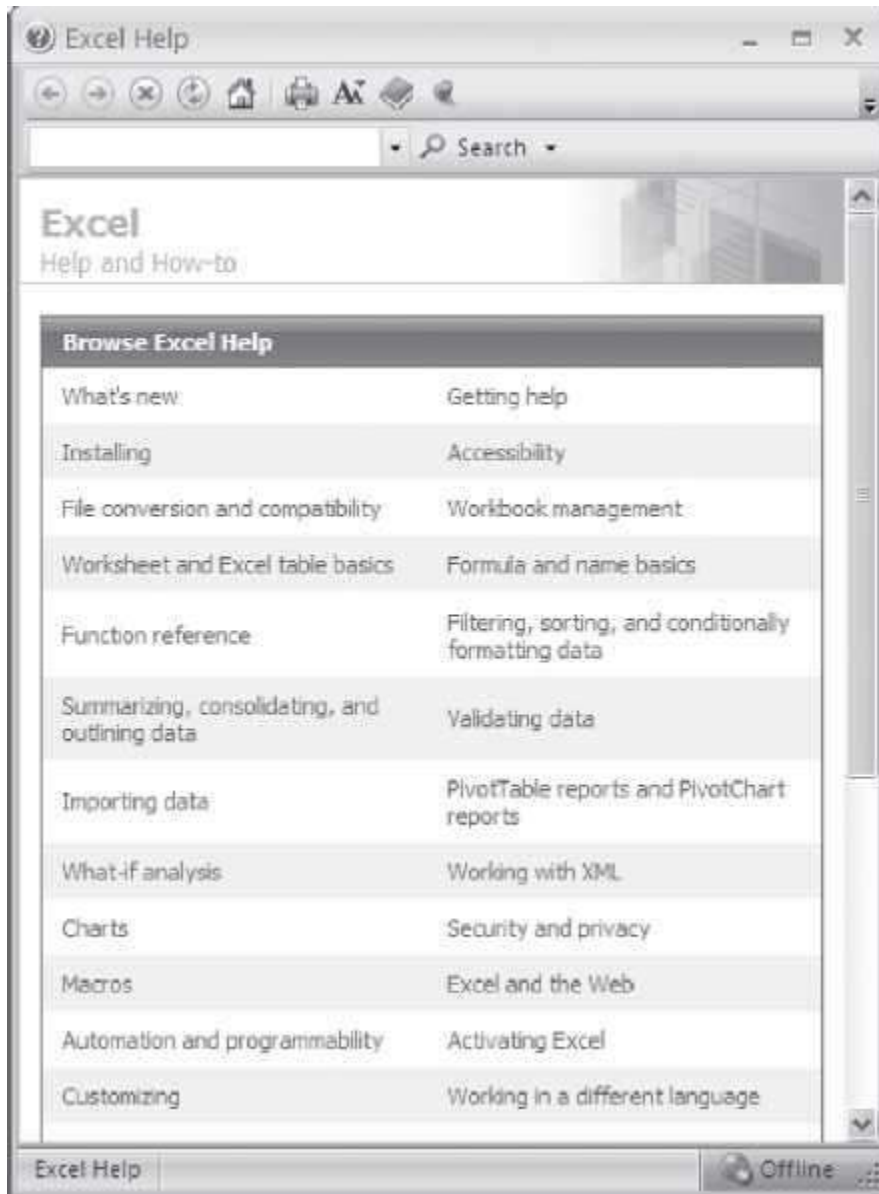 Excel Help
Search
Excel
Help and How-to
Browse Excel Help
What's new
Getting help
Installing
Accessibility
File conversion and compatibility
Workbook management
Worksheet and Excel table basics
Formula and name basics
Function reference
Filtering, sorting, and conditionally
formatting data
Summarizing, consolidating, and
outlining data
Validating data
Importing data
PivotTable reports and PivotChart
reports
What-if analysis
Working with XML
Charts
Security and privacy
Macros
Excel and the Web
Automation and programmability
Activating Excel
Customizing
Working in a different language
Excel Help
Offline